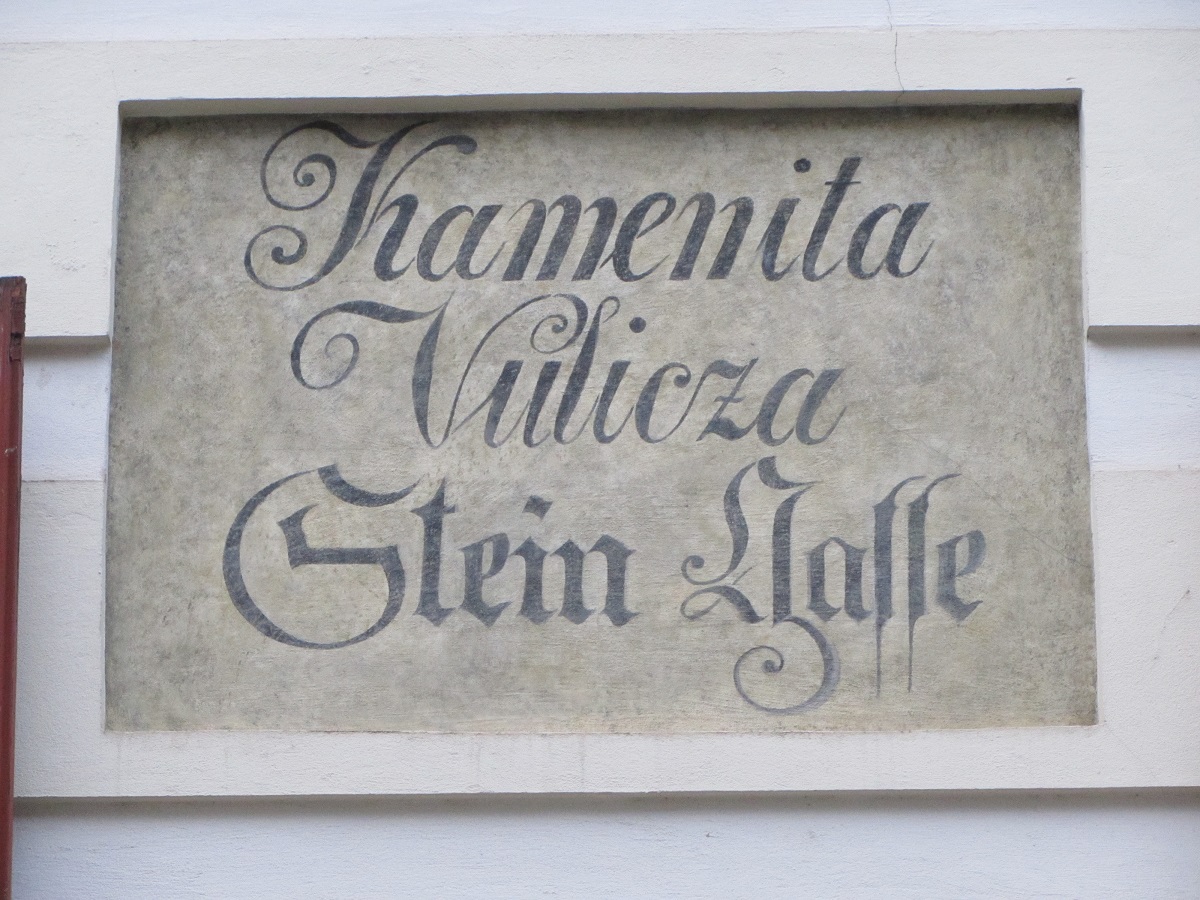 Kamenita
Vulicza
Stein Gasse